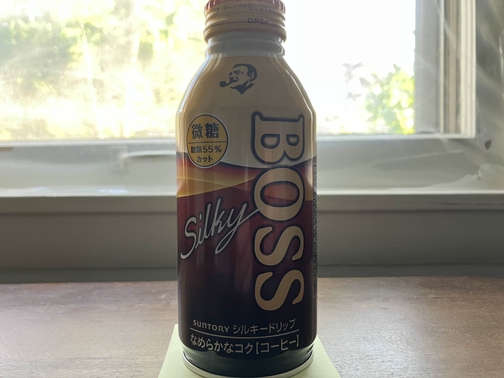 OPEN
微糖
糖類55%
カット
BOSS
Silky
SUNTORY シルキードリップ
なめらかなコク[コーヒー]